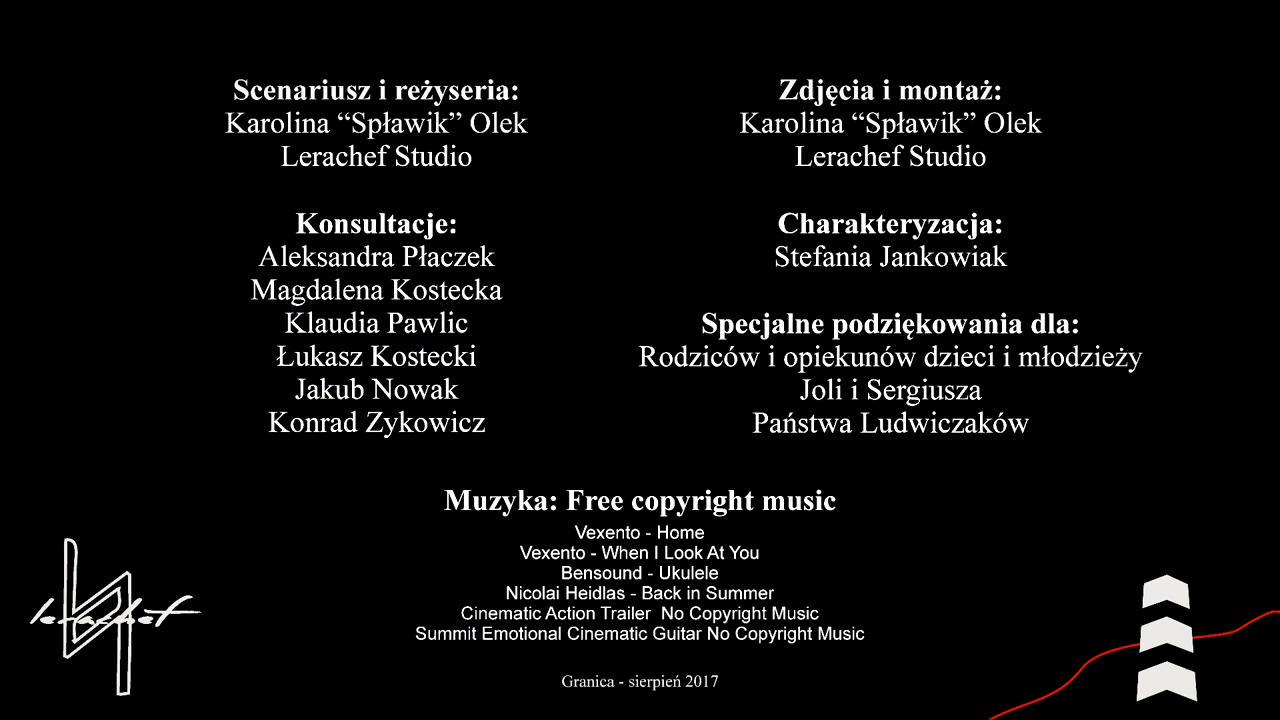 Scenariusz i reżyseria:
Karolina “Spławik” Olek
Lerachef Studio
Konsultacje:
Aleksandra Płaczek
Magdalena Kostecka
Klaudia Pawlic
Łukasz Kostecki
Jakub Nowak
Konrad Zykowicz
Zdjęcia i montaż:
Karolina “Spławik” Olek
Lerachef Studio
Charakteryzacja:
Stefania Jankowiak
Specjalne podziękowania dla:
Rodziców i opiekunów dzieci i młodzieży
Joli i Sergiusza
Państwa Ludwiczaków
Muzyka: Free copyright music
Vexento - Home
Vexento - When I Look At You
Bensound - Ukulele
Nicolai Heidlas - Back in Summer
Cinematic Action Trailer  No Copyright Music
Summit Emotional Cinematic Guitar No Copyright Music
lerachef
Granica - sierpień 2017